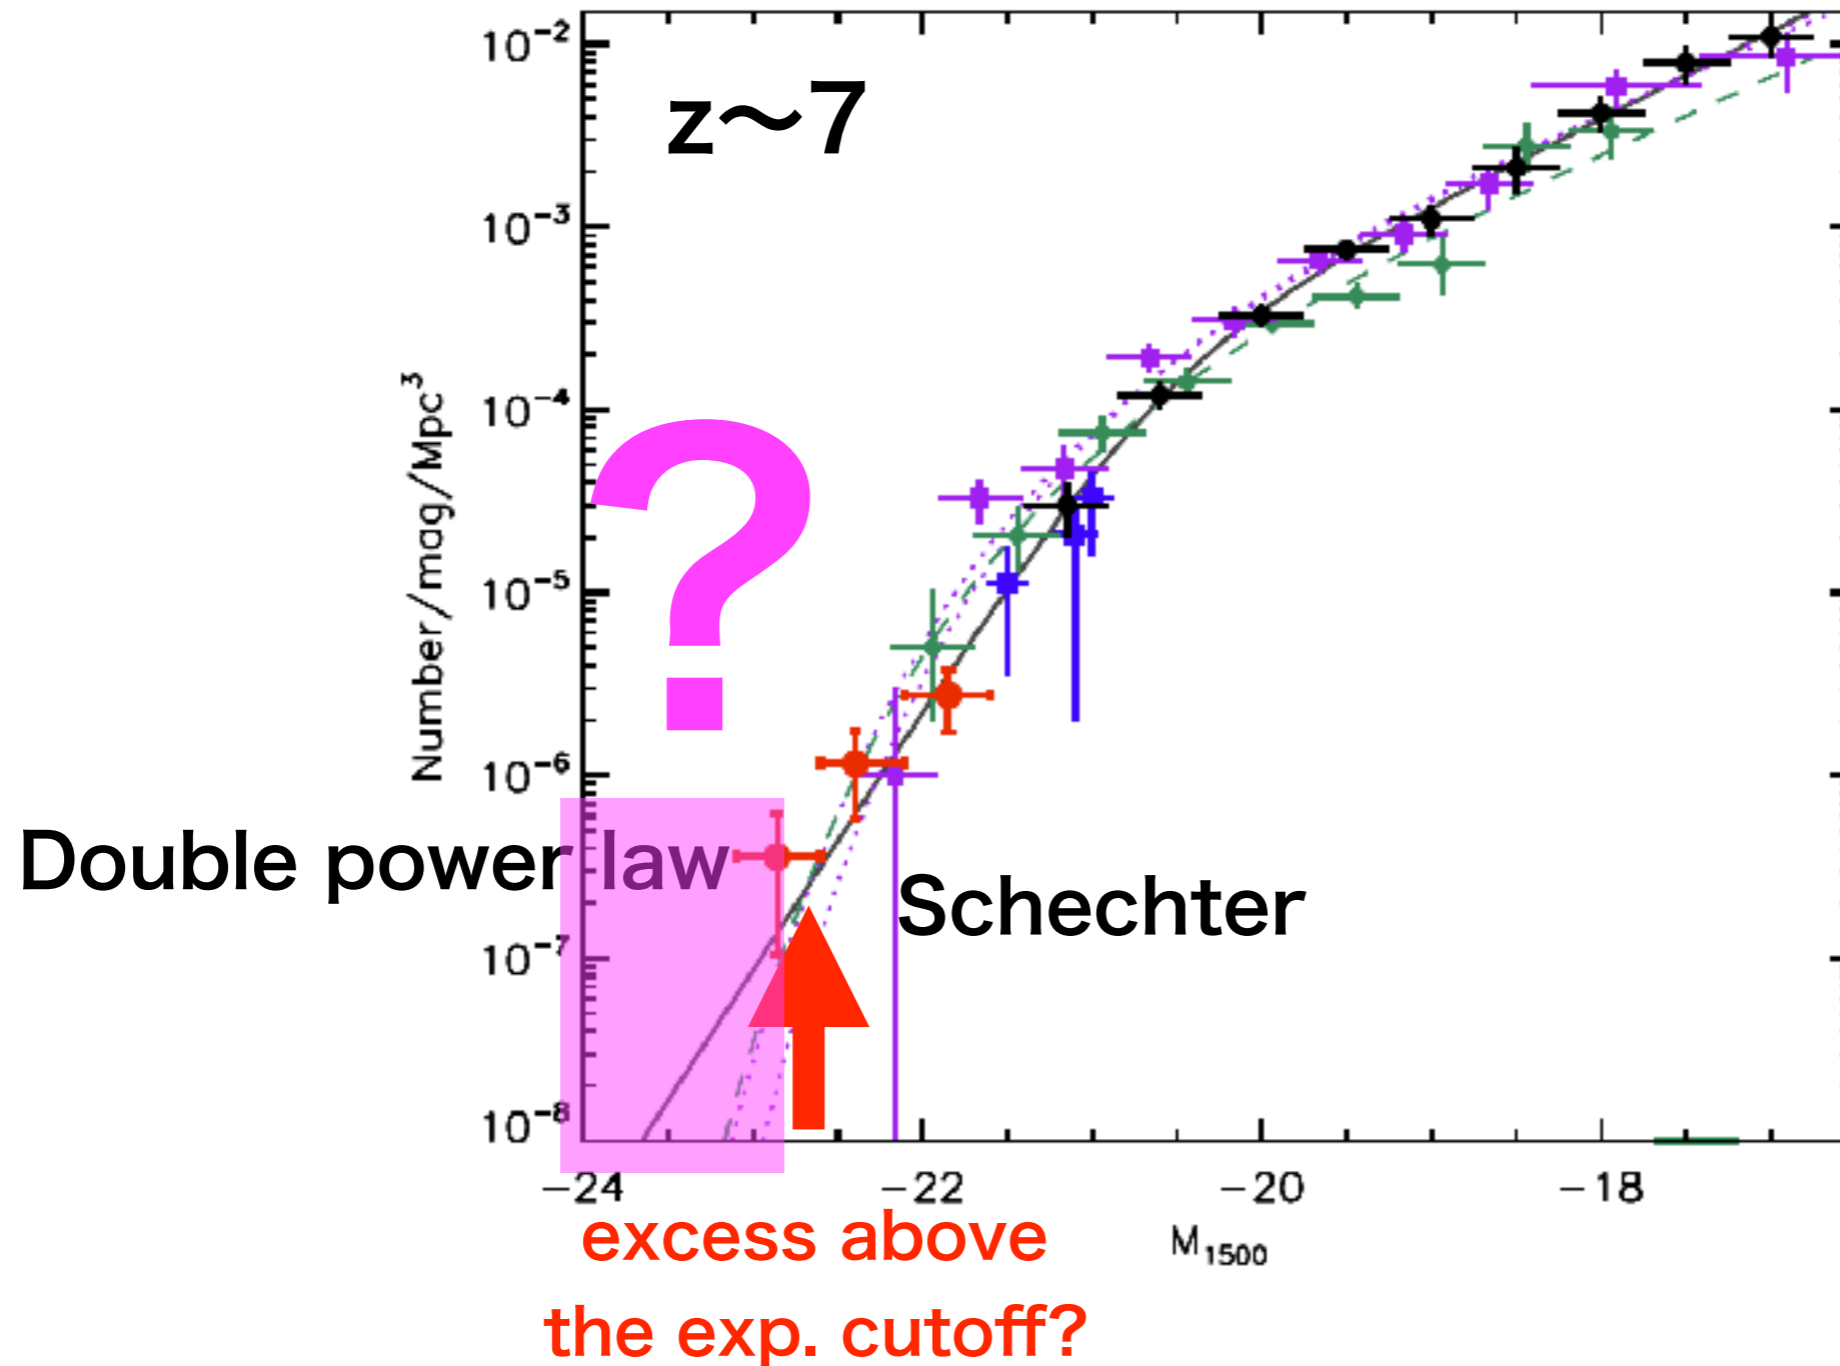 10⁻²
z～7
10⁻³
Number/mag/Mpc³
10⁻⁴
?
10⁻⁵
10⁻⁶
Double power law
Schechter
10⁻⁷
10⁻⁸
−24 −22 −20 −18
M₁₅₀₀
excess above
the exp. cutoff?